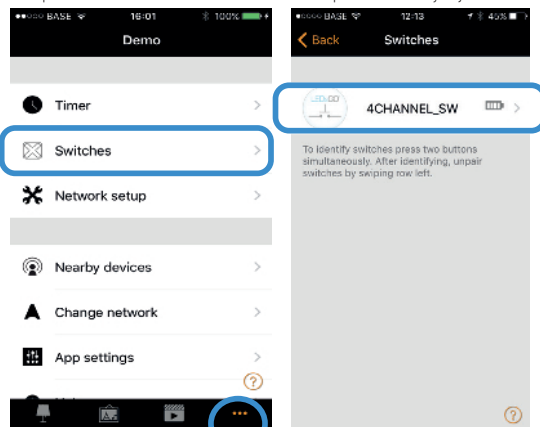 BASE 16:01 100%
Demo
Timer
Switches
Network setup
Nearby devices
Change network
App settings
?
BASE 12:13 45%
Back Switches
4CHANNEL_SW
To identify switches press two buttons
simultaneously. After identifying, unpair
switches by swiping row left.
?